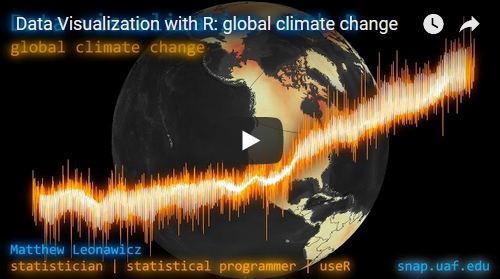 Data Visualization with R: global climate change
global climate change
Matthew Leonawicz
statistician | statistical programmer | useR
snap.uaf.edu